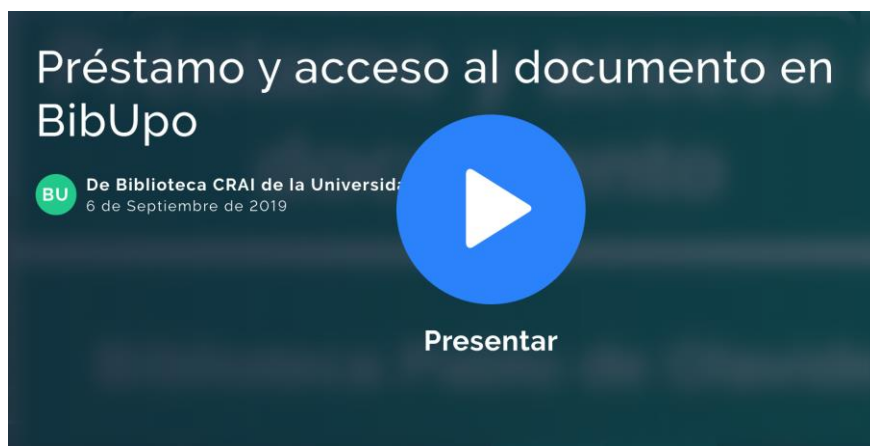 Préstamo y acceso al documento en
BibUpo
BU
De Biblioteca CRAI de la Universida
6 de Septiembre de 2019
Presentar